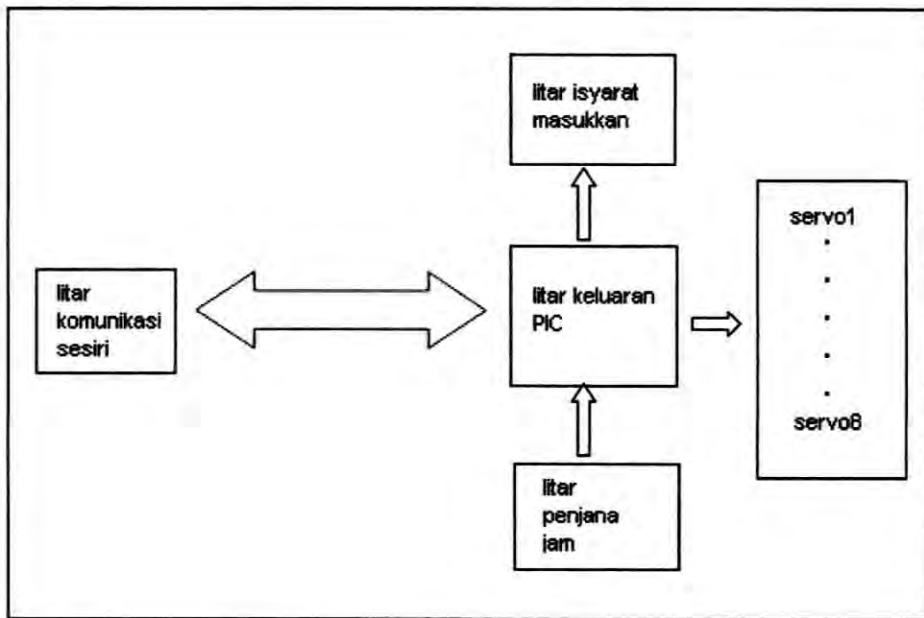 litar isyarat
masukkan
litar
komunikasi
sesiri
litar keluaran
PIC
servo1
servo8
litar
penjana
jam